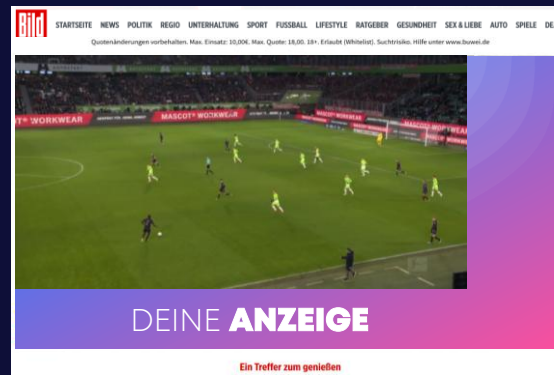 Bild
STARTSEITE NEWS POLITIK REGIO UNTERHALTUNG SPORT FUSSBALL LIFESTYLE RATGEBER GESUNDHEIT SEX & LIEBE AUTO SPIELE
Quotenänderungen vorbehalten. Max. Einsatz: 10,00€. Max. Quote: 18,00. 18+. Erlaubt (Whitelist). Suchtrisiko. Hilfe unter www.buwei.de
WORKWEAR MASCOT® WORKWEAR MASCOT® WORKWEAR
DEINE ANZEIGE
Ein Treffer zum genießen